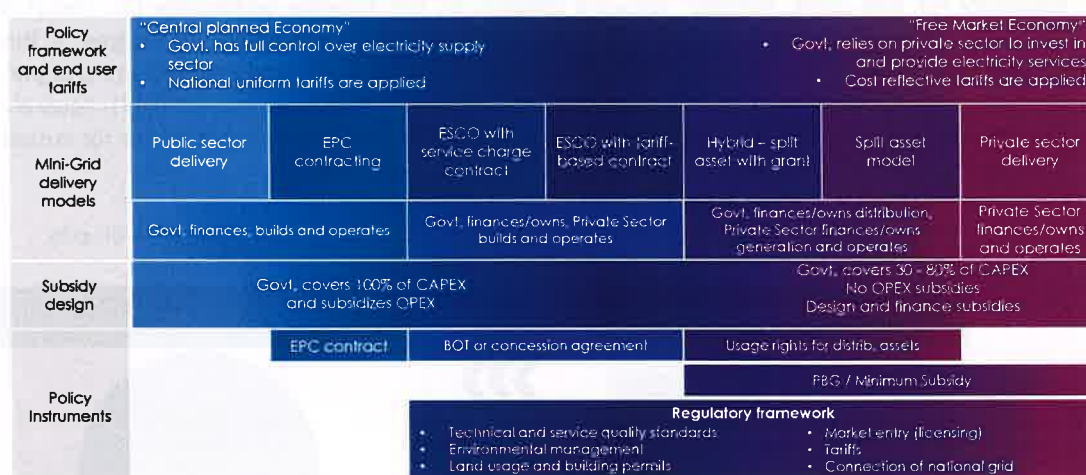 Policy
framework
and end user
tariffs
"Central planned Economy"
• Govt. has full control over electricity supply
sector
• National uniform tariffs are applied
"Free Market Economy"
• Govt. relies on private sector to invest in
and provide electricity services
• Cost reflective tariffs are applied
Mini-Grid
delivery
models
Public sector
delivery
EPC
contracting
ESCO with
service charge
contract
ESCO with tariff-
based contract
Hybrid – split
asset with grant
Split asset
model
Private sector
delivery
Govt. finances, builds and operates
Govt. finances/owns, Private Sector
builds and operates
Govt. finances/owns distribution,
Private Sector finances/owns
generation and operates
Private Sector
finances/owns
and operates
Subsidy
design
Govt. covers 100% of CAPEX
and subsidizes OPEX
Govt. covers 30 - 80% of CAPEX
No OPEX subsidies
Design and finance subsidies
Policy
Instruments
EPC contract
BOT or concession agreement
Usage rights for distrib. assets
PBG / Minimum Subsidy
Regulatory framework
• Technical and service quality standards
• Environmental management
• Land usage and building permits
• Market entry (licensing)
• Tariffs
• Connection of national grid